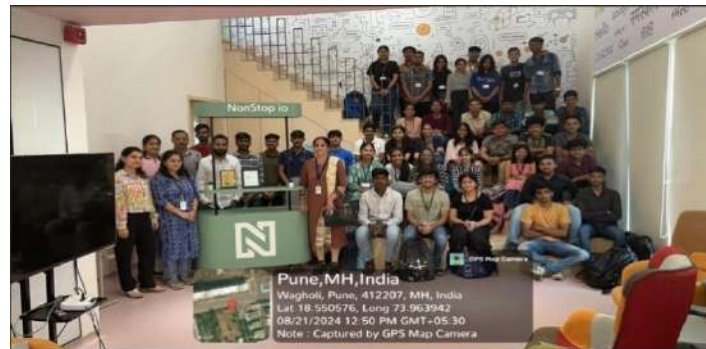 NonStop io
N
GPS Map Camera
Pune,MH,India
Wagholi, Pune, 412207, MH, India
Lat 18.550576, Long 73.963942
08/21/2024 12:50 PM GMT+05:30
Note : Captured by GPS Map Camera